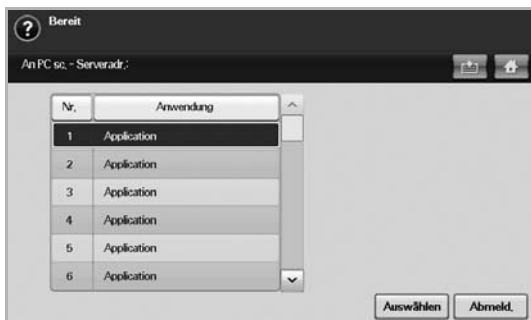 ? Bereit
An PC sc. - Serveradr.:
Nr. Anwendung
1 Application
2 Application
3 Application
4 Application
5 Application
6 Application
Auswählen Abmeld.